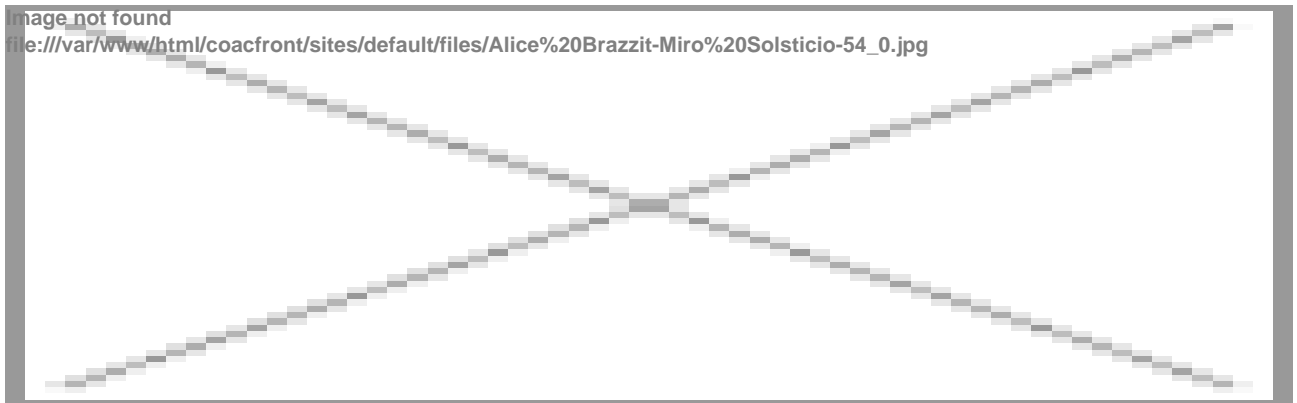 Image not found
file:///var/www/html/coacfront/sites/default/files/Alice%20Brazzit-Miro%20Solsticio-54_0.jpg